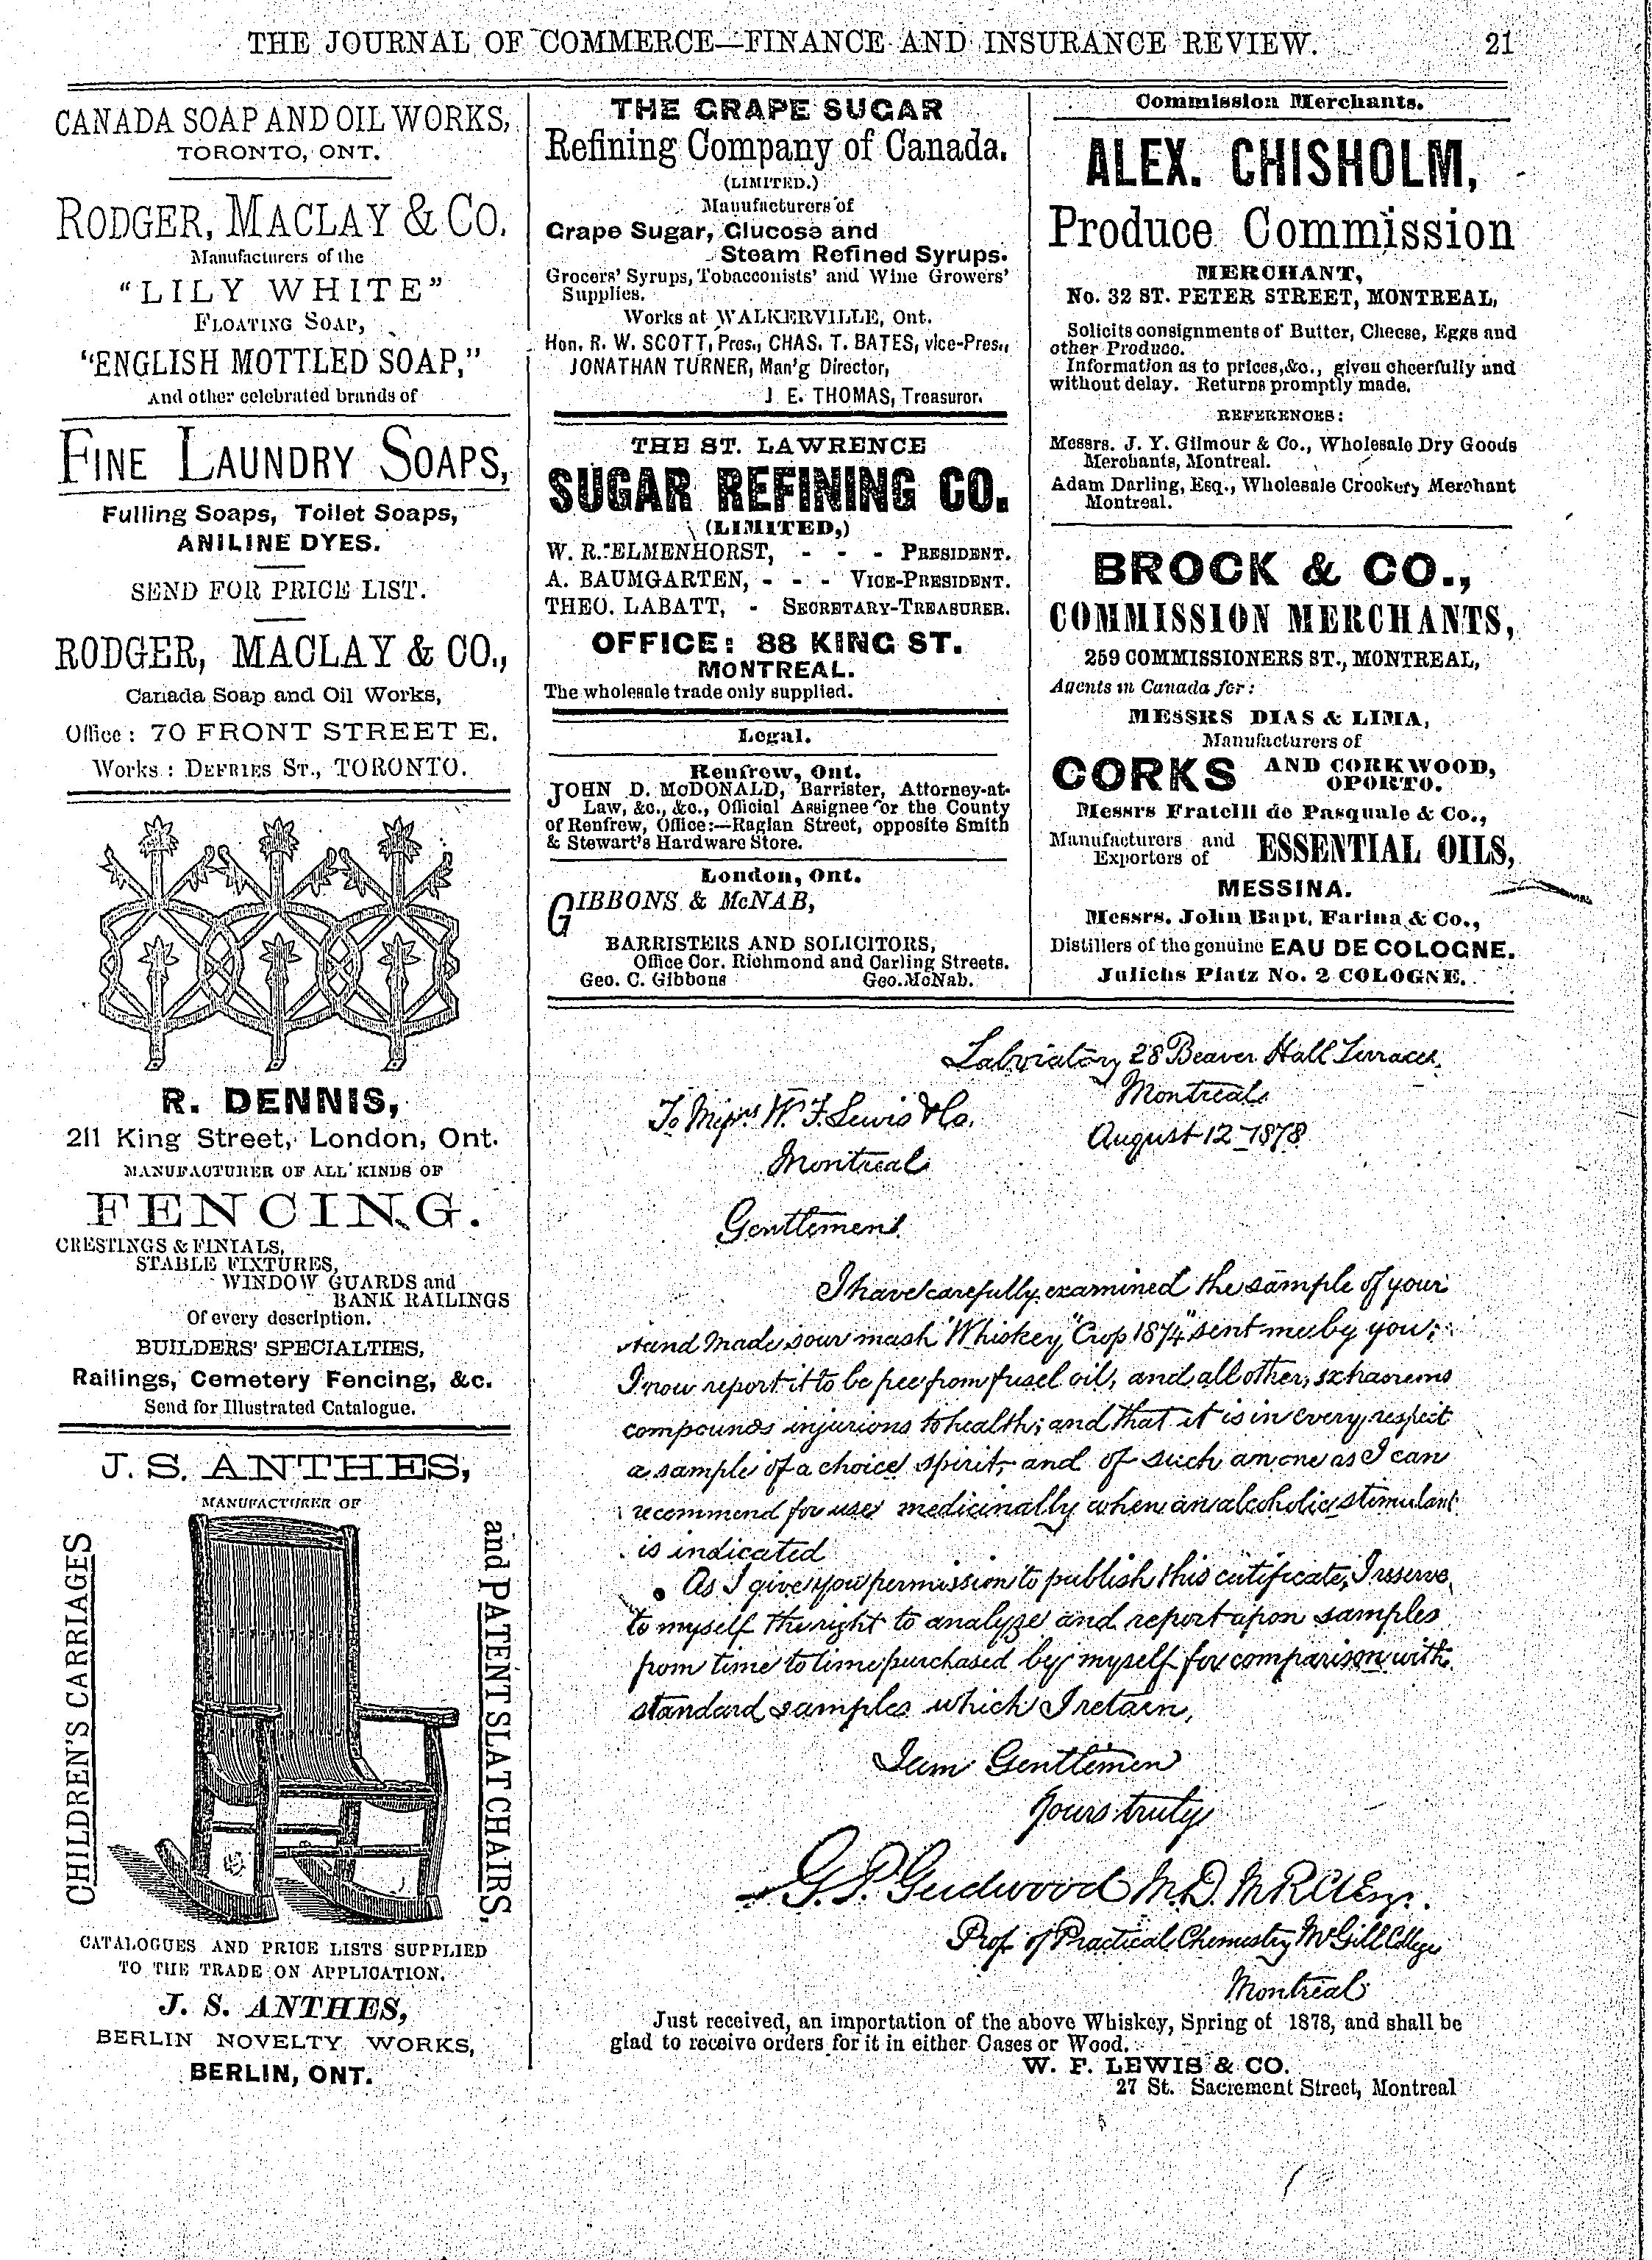 THE JOURNAL OF COMMERCE—FINANCE AND INSURANCE REVIEW. 21
CANADA SOAP AND OIL WORKS,
TORONTO, ONT.
RODGER, MACLAY & CO.
Manufacturers of the
"LILY WHITE"
FLOATING SOAP,
"ENGLISH MOTTLED SOAP,"
And other celebrated brands of
FINE LAUNDRY SOAPS,
Fulling Soaps, Toilet Soaps,
ANILINE DYES.
SEND FOR PRICE LIST.
RODGER, MACLAY & CO.,
Canada Soap and Oil Works,
Office: 70 FRONT STREET E.
Works: DEFRIES ST., TORONTO.
R. DENNIS,
211 King Street, London, Ont.
MANUFACTURER OF ALL KINDS OF
FENCING.
CRESTINGS & FINIALS,
STABLE FIXTURES,
WINDOW GUARDS and
BANK RAILINGS
Of every description.
BUILDERS' SPECIALTIES,
Railings, Cemetery Fencing, &c.
Send for Illustrated Catalogue.
J. S. ANTHES,
MANUFACTURER OF
CHILDREN'S CARRIAGES
and PATENT SLAT CHAIRS,
CATALOGUES AND PRICE LISTS SUPPLIED
TO THE TRADE ON APPLICATION.
J. S. ANTHES,
BERLIN NOVELTY WORKS,
BERLIN, ONT.
THE GRAPE SUGAR
Refining Company of Canada.
(LIMITED.)
Manufacturers of
Grape Sugar, Glucose and
Steam Refined Syrups.
Grocers' Syrups, Tobacconists' and Wine Growers'
Supplies.
Works at WALKERVILLE, Ont.
Hon. R. W. SCOTT, Pres., CHAS. T. BATES, vice-Pres.,
JONATHAN TURNER, Man'g Director,
J. E. THOMAS, Treasurer.
THE ST. LAWRENCE
SUGAR REFINING CO.
(LIMITED,)
W. R. ELMENHORST, - - - PRESIDENT.
A. BAUMGARTEN, - - - VICE-PRESIDENT.
THEO. LABATT, - SECRETARY-TREASURER.
OFFICE: 88 KING ST.
MONTREAL.
The wholesale trade only supplied.
Legal.
Renfrew, Ont.
JOHN D. McDONALD, Barrister, Attorney-at-
Law, &c., &c., Official Assignee for the County
of Renfrew, Office:—Raglan Street, opposite Smith
& Stewart's Hardware Store.
London, Ont.
GIBBONS & McNAB,
BARRISTERS AND SOLICITORS,
Office Cor. Richmond and Carling Streets.
Geo. C. Gibbons Geo. McNab.
Commission Merchants.
ALEX. CHISHOLM,
Produce Commission
MERCHANT,
No. 32 ST. PETER STREET, MONTREAL,
Solicits consignments of Butter, Cheese, Eggs and
other Produce.
Information as to prices, &c., given cheerfully and
without delay. Returns promptly made.
REFERENCES:
Messrs. J. Y. Gilmour & Co., Wholesale Dry Goods
Merchants, Montreal.
Adam Darling, Esq., Wholesale Crockery Merchant
Montreal.
BROCK & CO.,
COMMISSION MERCHANTS,
259 COMMISSIONERS ST., MONTREAL,
Agents in Canada for:
MESSRS DIAS & LIMA,
Manufacturers of
CORKS AND CORKWOOD,
OPORTO.
Messrs Fratelli de Pasquale & Co.,
Manufacturers and
Exporters of ESSENTIAL OILS,
MESSINA.
Messrs. John Bapt. Farina & Co.,
Distillers of the genuine EAU DE COLOGNE.
Julichs Platz No. 2 COLOGNE.
Laboratory 28 Beaver Hall Terrace,
Montreal
August 12 - 1878
To Messrs. W. F. Lewis & Co.
Montreal
Gentlemen
I have carefully examined the sample of your
Hand Made sour mash "Whiskey," "Crop 1874" sent me by you;
I now report it to be free from fusel oil, and all other, extraneous
compounds injurious to health; and that it is in every respect
a sample of a choice spirit, and of such an one as I can
recommend for use medicinally when an alcoholic stimulant
is indicated
As I give you permission to publish this certificate, I reserve
to myself the right to analyze and report upon samples
from time to time purchased by myself for comparison with
standard samples which I retain,
I am Gentlemen
Yours truly
G. P. Girdwood M.D. M.R.C.S. Eng.
Prof of Practical Chemistry McGill College
Montreal
Just received, an importation of the above Whiskey, Spring of 1878, and shall be
glad to receive orders for it in either Cases or Wood.
W. F. LEWIS & CO.
27 St. Sacrement Street, Montreal